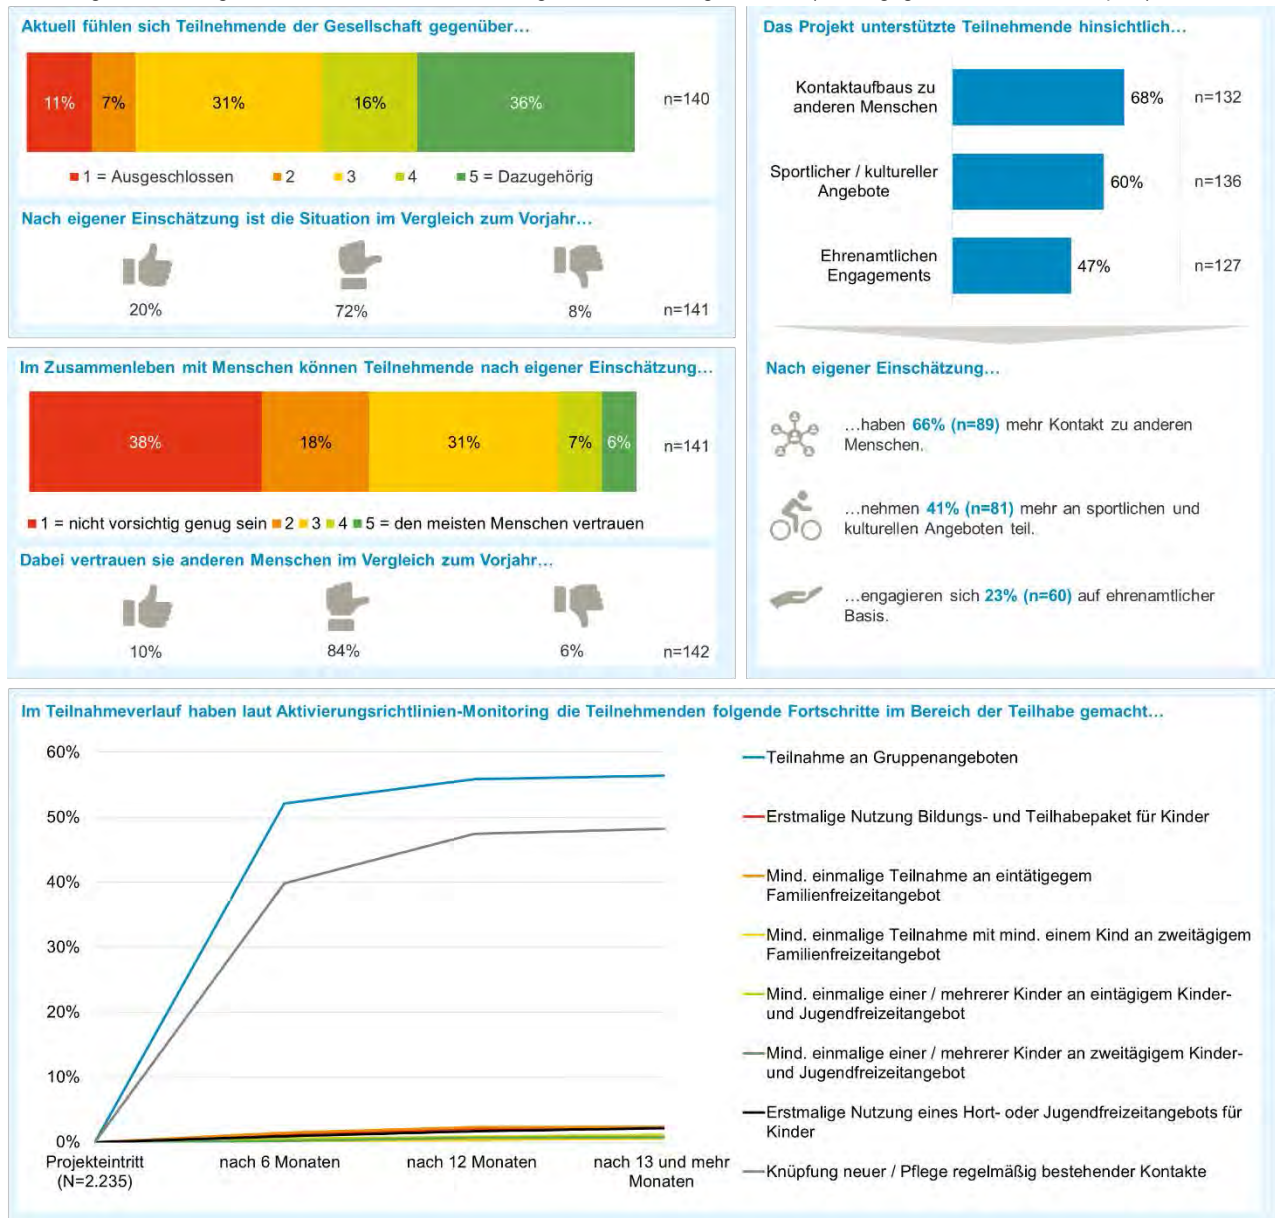 Aktuell fühlen sich Teilnehmende der Gesellschaft gegenüber…
11% 7% 31% 16% 36% n=140
1 = Ausgeschlossen 2 3 4 5 = Dazugehörig
Nach eigener Einschätzung ist die Situation im Vergleich zum Vorjahr…
20% 72% 8% n=141
Im Zusammenleben mit Menschen können Teilnehmende nach eigener Einschätzung…
38% 18% 31% 7% 6% n=141
1 = nicht vorsichtig genug sein 2 3 4 5 = den meisten Menschen vertrauen
Dabei vertrauen sie anderen Menschen im Vergleich zum Vorjahr…
10% 84% 6% n=142
Das Projekt unterstützte Teilnehmende hinsichtlich…
Kontaktaufbaus zu
anderen Menschen
68% n=132
Sportlicher / kultureller
Angebote
60% n=136
Ehrenamtlichen
Engagements
47% n=127
Nach eigener Einschätzung…
…haben 66% (n=89) mehr Kontakt zu anderen
Menschen.
…nehmen 41% (n=81) mehr an sportlichen und
kulturellen Angeboten teil.
…engagieren sich 23% (n=60) auf ehrenamtlicher
Basis.
Im Teilnahmeverlauf haben laut Aktivierungsrichtlinien-Monitoring die Teilnehmenden folgende Fortschritte im Bereich der Teilhabe gemacht…
60%
50%
40%
30%
20%
10%
0%
Projekteintritt
(N=2.235)
nach 6 Monaten
nach 12 Monaten
nach 13 und mehr
Monaten
Teilnahme an Gruppenangeboten
Erstmalige Nutzung Bildungs- und Teilhabepaket für Kinder
Mind. einmalige Teilnahme an eintätigegem
Familienfreizeitangebot
Mind. einmalige Teilnahme mit mind. einem Kind an zweitägigem
Familienfreizeitangebot
Mind. einmalige einer / mehrerer Kinder an eintägigem Kinder-
und Jugendfreizeitangebot
Mind. einmalige einer / mehrerer Kinder an zweitägigem Kinder-
und Jugendfreizeitangebot
Erstmalige Nutzung eines Hort- oder Jugendfreizeitangebots für
Kinder
Knüpfung neuer / Pflege regelmäßig bestehender Kontakte